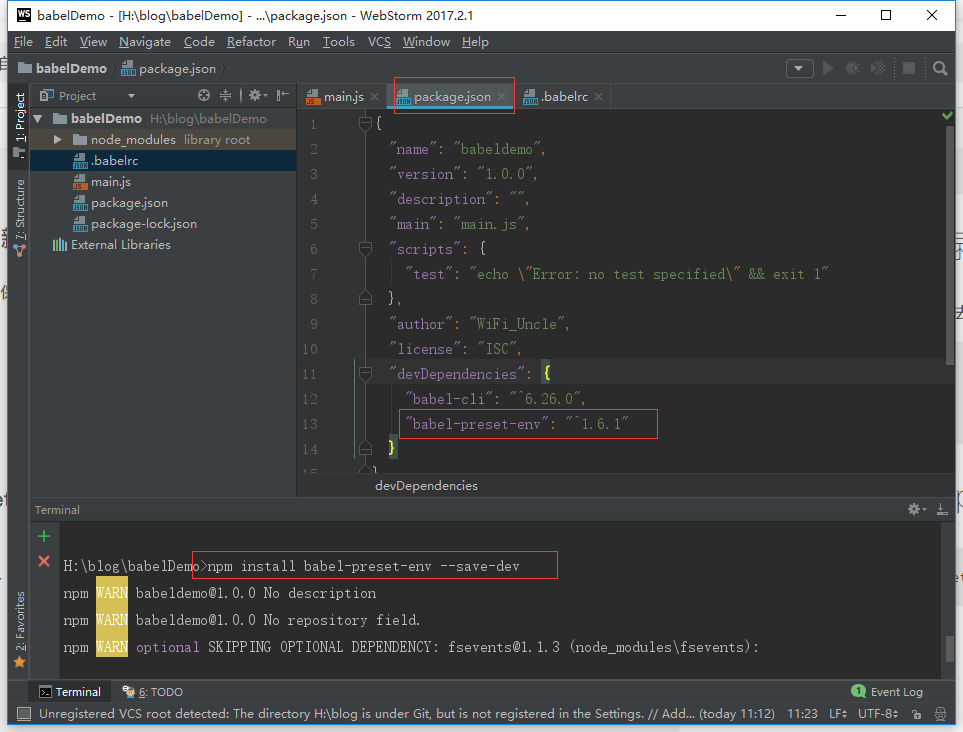 babelDemo - [H:\blog\babelDemo] - ...\package.json - WebStorm 2017.2.1
File Edit View Navigate Code Refactor Run Tools VCS Window Help
babelDemo package.json
Project
main.js package.json .babelrc
1: Project
7: Structure
2: Favorites
babelDemo H:\blog\babelDemo
node_modules library root
.babelrc
main.js
package.json
package-lock.json
External Libraries
1 {
2 "name": "babeldemo",
3 "version": "1.0.0",
4 "description": "",
5 "main": "main.js",
6 "scripts": {
7 "test": "echo \"Error: no test specified\" && exit 1"
8 },
9 "author": "WiFi_Uncle",
10 "license": "ISC",
11 "devDependencies": {
12 "babel-cli": "^6.26.0",
13 "babel-preset-env": "^1.6.1"
14 }
15 }
devDependencies
Terminal
H:\blog\babelDemo>npm install babel-preset-env --save-dev
npm WARN babeldemo@1.0.0 No description
npm WARN babeldemo@1.0.0 No repository field.
npm WARN optional SKIPPING OPTIONAL DEPENDENCY: fsevents@1.1.3 (node_modules\fsevents):
Terminal 6: TODO 1 Event Log
Unregistered VCS root detected: The directory H:\blog is under Git, but is not registered in the Settings. // Add... (today 11:12) 11:23 LF UTF-8